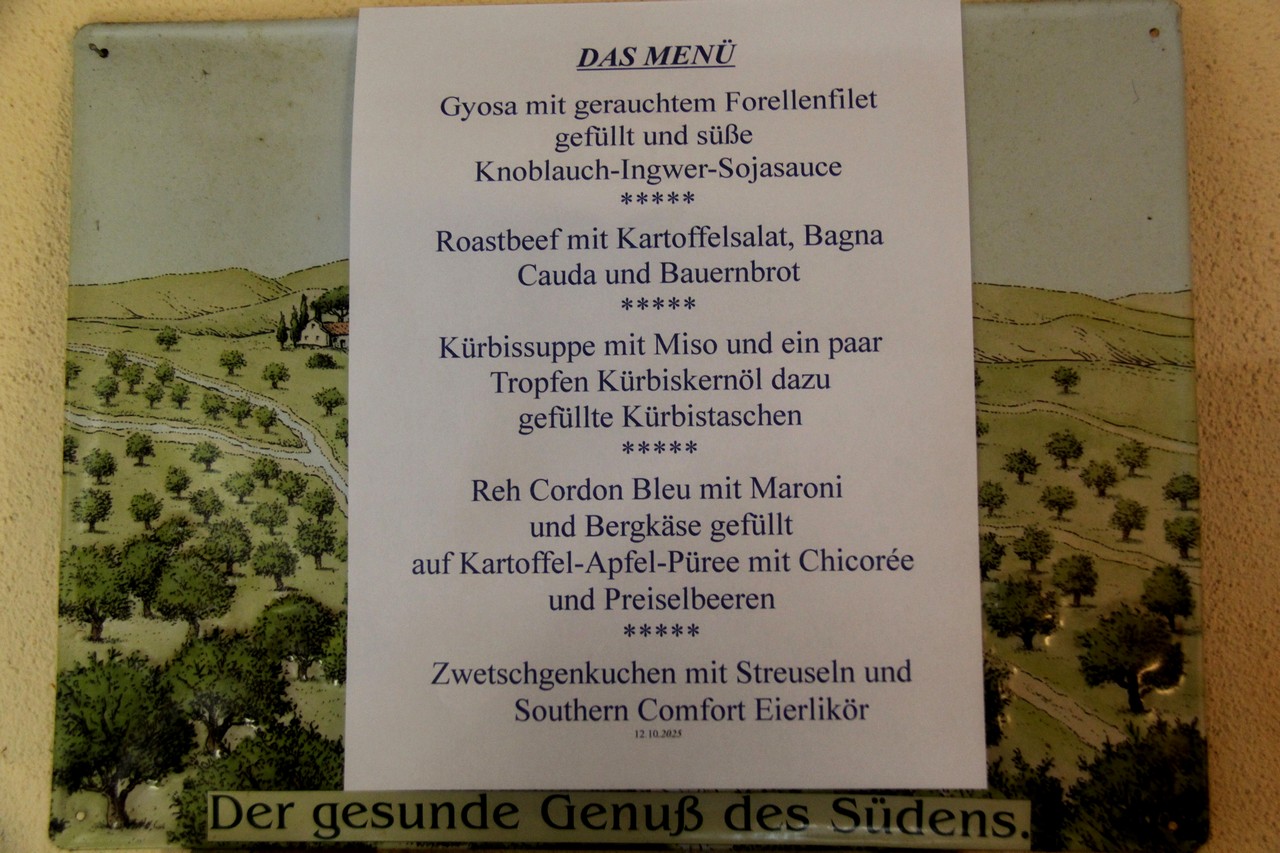 DAS MENÜ
Gyosa mit gerauchtem Forellenfilet
gefüllt und süße
Knoblauch-Ingwer-Sojasauce
*****
Roastbeef mit Kartoffelsalat, Bagna
Cauda und Bauernbrot
*****
Kürbissuppe mit Miso und ein paar
Tropfen Kürbiskernöl dazu
gefüllte Kürbistaschen
*****
Reh Cordon Bleu mit Maroni
und Bergkäse gefüllt
auf Kartoffel-Apfel-Püree mit Chicorée
und Preiselbeeren
*****
Zwetschgenkuchen mit Streuseln und
Southern Comfort Eierlikör
12.10.2025
Der gesunde Genuß des Südens.